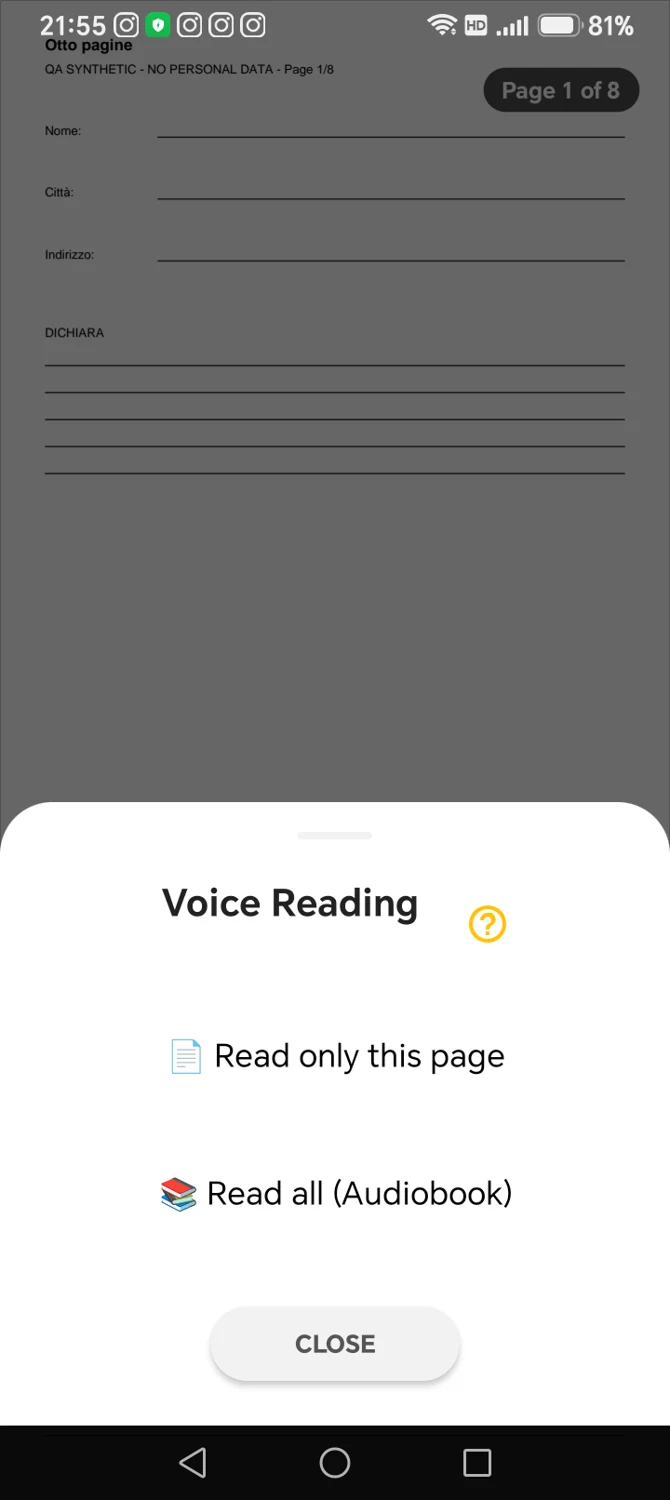 21:55 HD 81%
Otto pagine
QA SYNTHETIC - NO PERSONAL DATA - Page 1/8
Page 1 of 8
Nome:
Città:
Indirizzo:
DICHIARA
Voice Reading
?
Read only this page
Read all (Audiobook)
CLOSE